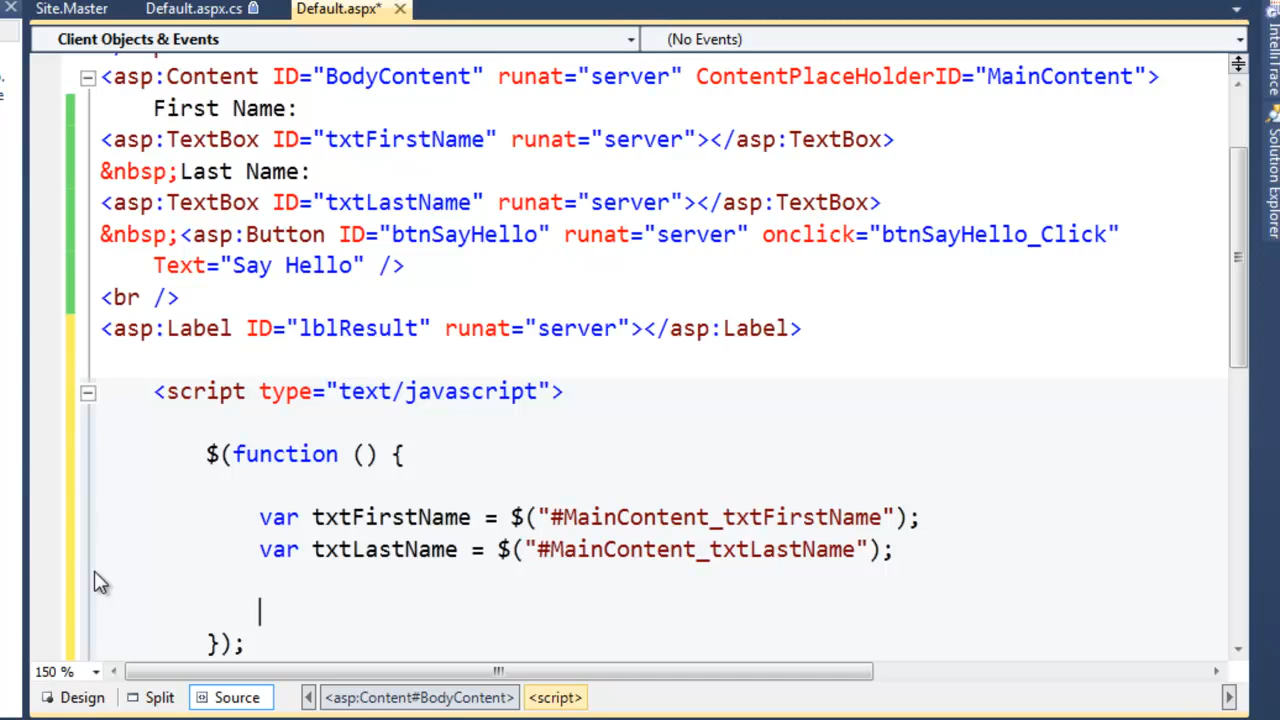 Site.Master Default.aspx.cs Default.aspx*
Client Objects & Events (No Events)
<asp:Content ID="BodyContent" runat="server" ContentPlaceHolderID="MainContent">
First Name:
<asp:TextBox ID="txtFirstName" runat="server"></asp:TextBox>
&nbsp;Last Name:
<asp:TextBox ID="txtLastName" runat="server"></asp:TextBox>
&nbsp;<asp:Button ID="btnSayHello" runat="server" onclick="btnSayHello_Click"
Text="Say Hello" />
<br />
<asp:Label ID="lblResult" runat="server"></asp:Label>
<script type="text/javascript">
$(function () {
var txtFirstName = $("#MainContent_txtFirstName");
var txtLastName = $("#MainContent_txtLastName");
});
150 %
Design Split Source <asp:Content#BodyContent> <script>
IntelliTrace
Solution Explorer